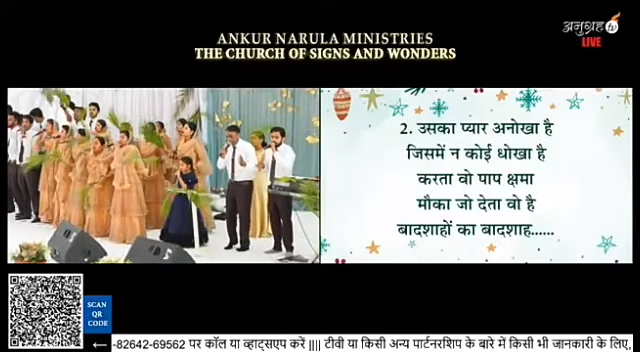 ANKUR NARULA MINISTRIES
THE CHURCH OF SIGNS AND WONDERS
अनुग्रह tv
LIVE
2. उसका प्यार अनोखा है
जिसमें न कोई धोखा है
करता वो पाप क्षमा
मौका जो देता वो है
बादशाहों का बादशाह......
SCAN
QR
CODE
←
-82642-69562 पर कॉल या व्हाट्सएप करें |||| टीवी या किसी अन्य पार्टनरशिप के बारे में किसी भी जानकारी के लिए,